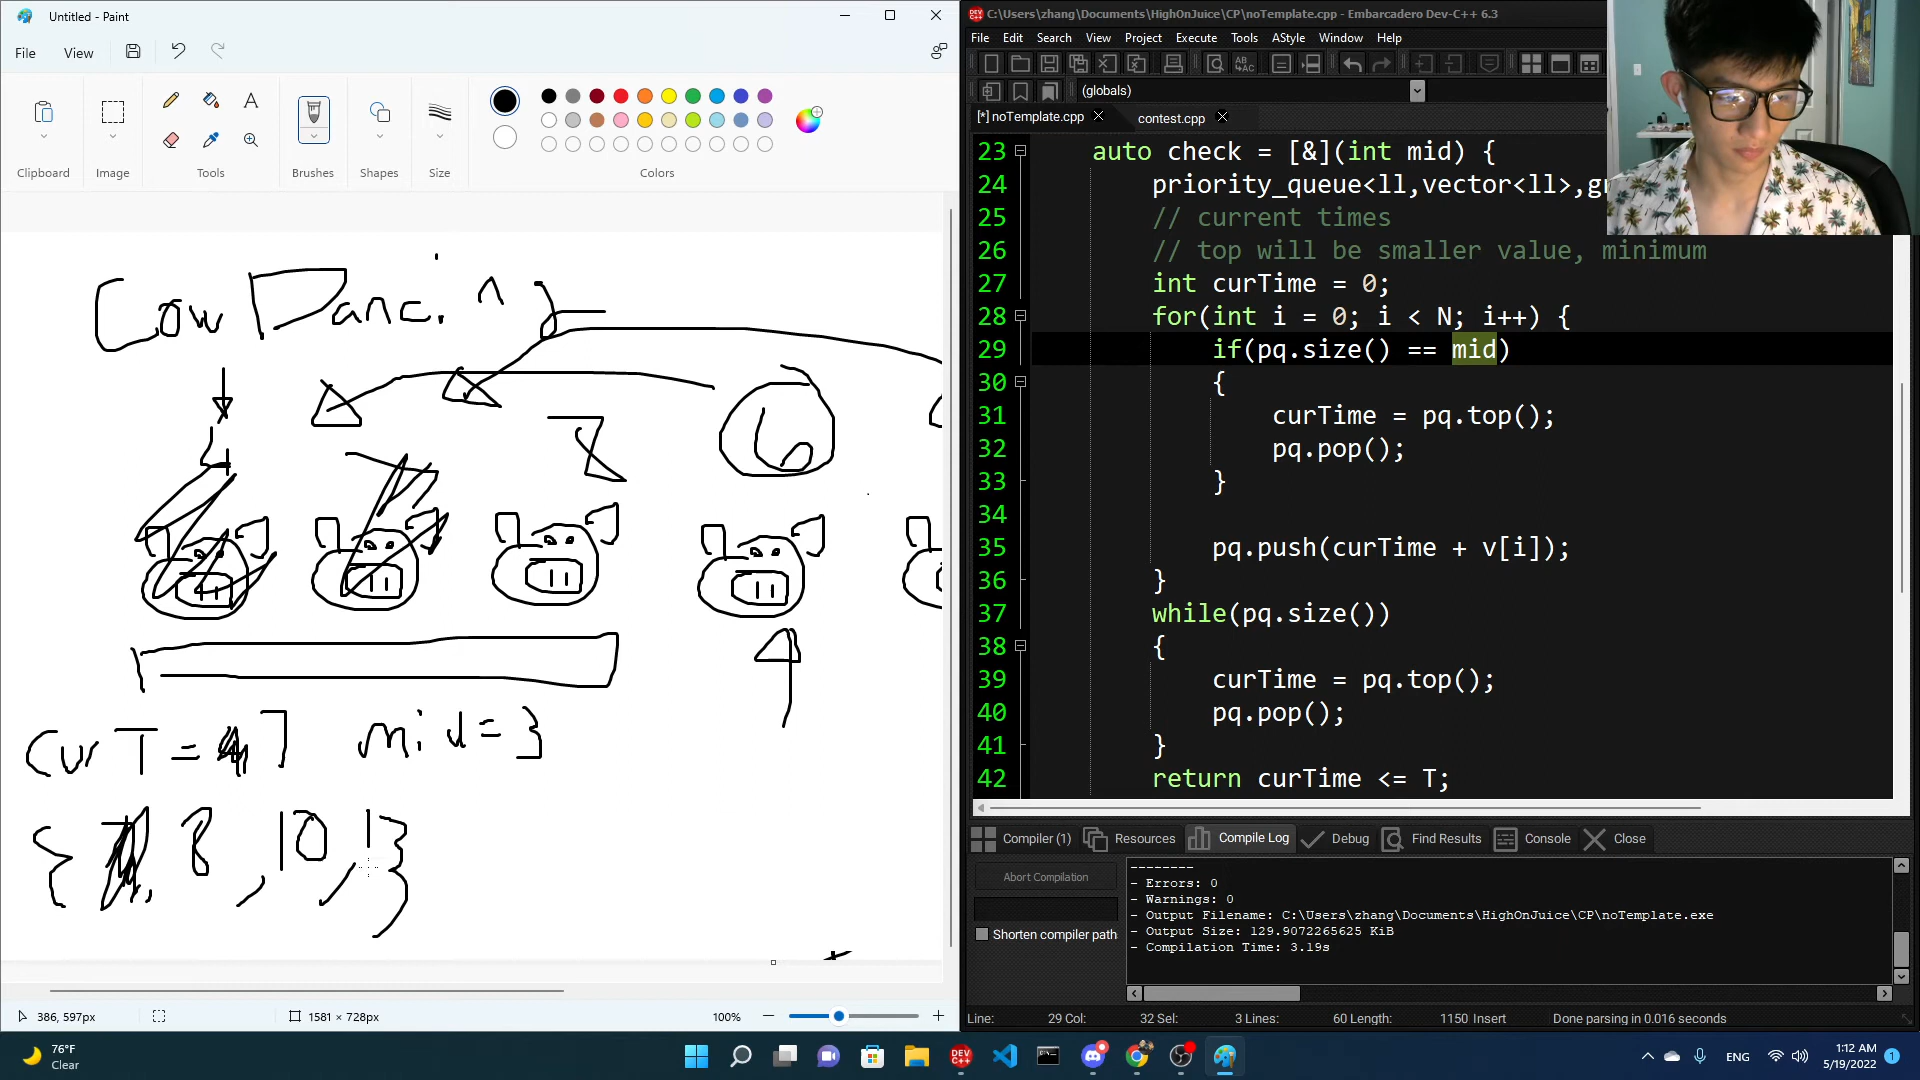 Untitled - Paint
File
View
Clipboard
Image
Tools
Brushes
Shapes
Size
Colors
Cow Danci
4
7
8
6
CurT = 4 7
mid = 3
{ 7, 8, 10, 13 }
386, 597px
1581 × 728px
100%
C:\Users\zhang\Documents\HighOnJuice\CP\noTemplate.cpp - Embarcadero Dev-C++ 6.3
File Edit Search View Project Execute Tools AStyle Window Help
(globals)
[*] noTemplate.cpp
contest.cpp
23 auto check = [&](int mid) {
24 priority_queue<ll,vector<ll>,gr
25 // current times
26 // top will be smaller value, minimum
27 int curTime = 0;
28 for(int i = 0; i < N; i++) {
29 if(pq.size() == mid)
30 {
31 curTime = pq.top();
32 pq.pop();
33 }
34
35 pq.push(curTime + v[i]);
36 }
37 while(pq.size())
38 {
39 curTime = pq.top();
40 pq.pop();
41 }
42 return curTime <= T;
Compiler (1)
Resources
Compile Log
Debug
Find Results
Console
Close
Abort Compilation
Shorten compiler path
--------
- Errors: 0
- Warnings: 0
- Output Filename: C:\Users\zhang\Documents\HighOnJuice\CP\noTemplate.exe
- Output Size: 129.9072265625 KiB
- Compilation Time: 3.19s
Line: 29 Col: 32 Sel: 3 Lines: 60 Length: 1150 Insert Done parsing in 0.016 seconds
76°F
Clear
DEV C++
ENG
1:12 AM
5/19/2022
1